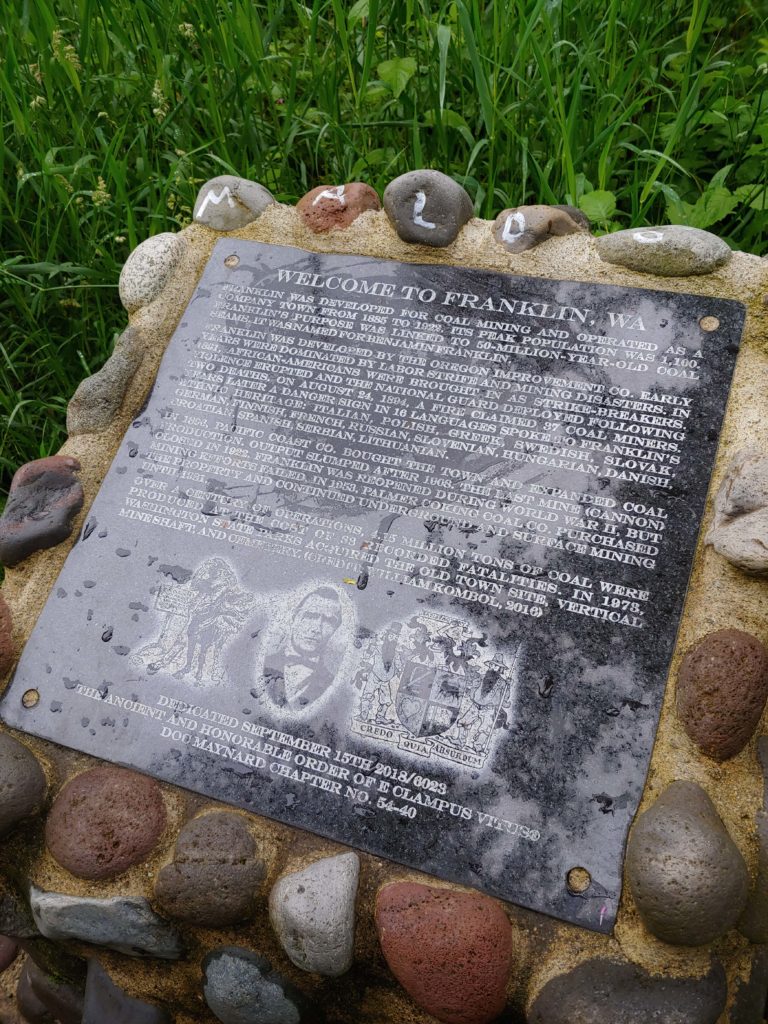 M A L D O
WELCOME TO FRANKLIN, WA
FRANKLIN WAS DEVELOPED FOR COAL MINING AND OPERATED AS A
COMPANY TOWN FROM 1885 TO 1922. ITS PEAK POPULATION WAS 1,100.
FRANKLIN'S PURPOSE WAS LINKED TO 50-MILLION-YEAR-OLD COAL
SEAMS. IT WAS NAMED FOR BENJAMIN FRANKLIN.
FRANKLIN WAS DEVELOPED BY THE OREGON IMPROVEMENT CO. EARLY
YEARS WERE DOMINATED BY LABOR STRIFE AND MINING DISASTERS. IN
1891, AFRICAN-AMERICANS WERE BROUGHT IN AS STRIKE-BREAKERS.
VIOLENCE ERUPTED AND THE NATIONAL GUARD DEPLOYED FOLLOWING
TWO DEATHS. ON AUGUST 24, 1894, A FIRE CLAIMED 37 COAL MINERS.
YEARS LATER A DANGER SIGN IN 16 LANGUAGES SPOKE TO FRANKLIN'S
ETHNIC HERITAGE: ITALIAN, POLISH, GREEK, SWEDISH, SLOVAK,
GERMAN, FINNISH, FRENCH, RUSSIAN, SLOVENIAN, HUNGARIAN, DANISH,
CROATIAN, SPANISH, SERBIAN, LITHUANIAN.
IN PACIFIC COAST CO. BOUGHT THE TOWN AND EXPANDED COAL
PRODUCTION. OUTPUT SLUMPED AFTER 1908. THE LAST MINE (CANNON)
CLOSED IN 1922. FRANKLIN WAS REOPENED DURING WORLD WAR II, BUT
MINING EFFORTS FAILED. IN PALMER COKING COAL CO. PURCHASED
THE PROPERTY AND CONTINUED UNDERGROUND AND SURFACE MINING
UNTIL
OVER A CENTURY OF OPERATIONS, MILLION TONS OF COAL WERE
PRODUCED AT THE COST OF RECORDED FATALITIES. IN 1973,
WASHINGTON STATE PARKS ACQUIRED THE OLD TOWN SITE, VERTICAL
MINE SHAFT, AND CEMETERY. (CREDIT: WILLIAM KOMBOL, 2016)
CREDO QUIA ABSURDUM
DEDICATED SEPTEMBER 15TH/2018/6023
THE ANCIENT AND HONORABLE ORDER OF E CLAMPUS VITUS®
DOC MAYNARD CHAPTER NO. 54-40